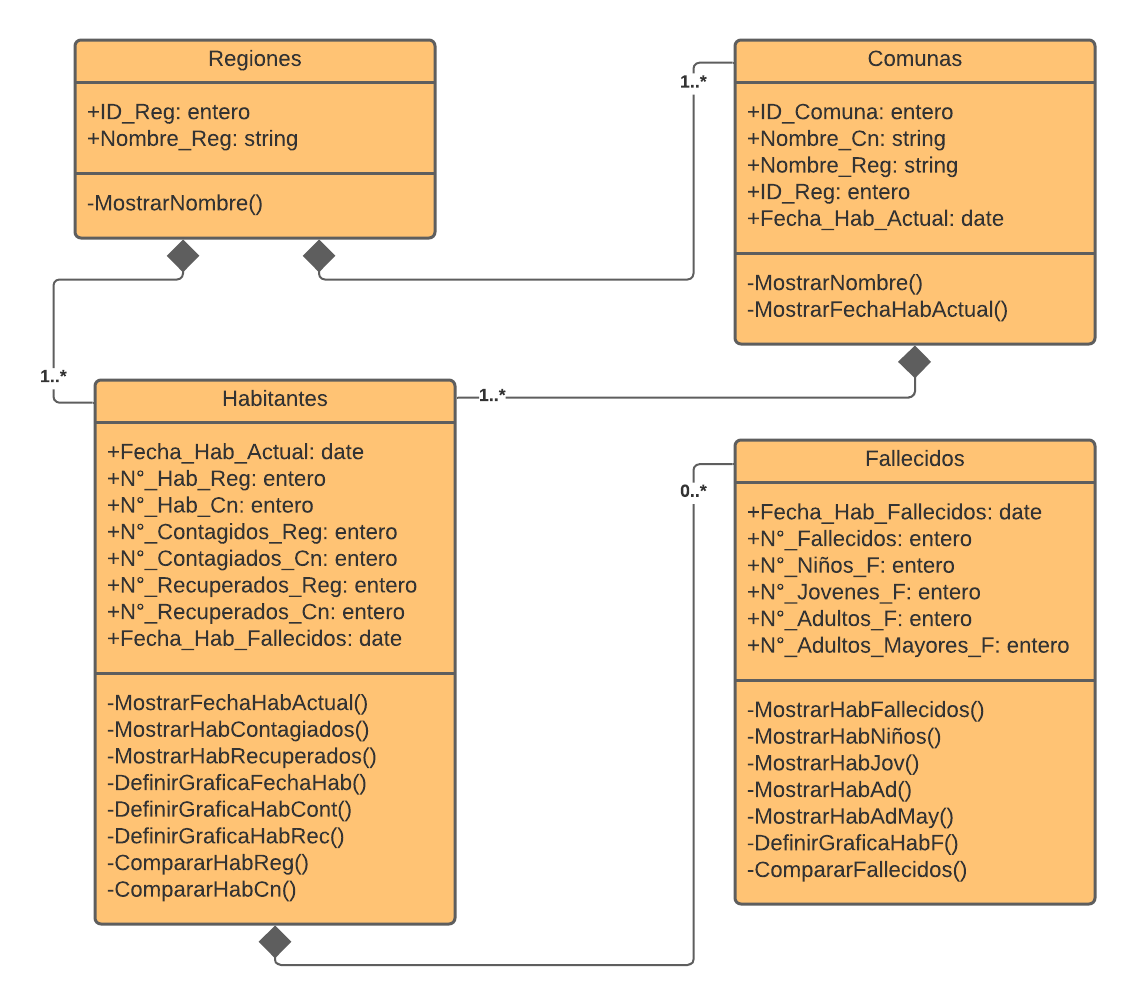 Regiones
+ID_Reg: entero
+Nombre_Reg: string
-MostrarNombre()
1..*
Comunas
+ID_Comuna: entero
+Nombre_Cn: string
+Nombre_Reg: string
+ID_Reg: entero
+Fecha_Hab_Actual: date
-MostrarNombre()
-MostrarFechaHabActual()
1..*
1..*
Habitantes
+Fecha_Hab_Actual: date
+N°_Hab_Reg: entero
+N°_Hab_Cn: entero
+N°_Contagidos_Reg: entero
+N°_Contagiados_Cn: entero
+N°_Recuperados_Reg: entero
+N°_Recuperados_Cn: entero
+Fecha_Hab_Fallecidos: date
-MostrarFechaHabActual()
-MostrarHabContagiados()
-MostrarHabRecuperados()
-DefinirGraficaFechaHab()
-DefinirGraficaHabCont()
-DefinirGraficaHabRec()
-CompararHabReg()
-CompararHabCn()
0..*
Fallecidos
+Fecha_Hab_Fallecidos: date
+N°_Fallecidos: entero
+N°_Niños_F: entero
+N°_Jovenes_F: entero
+N°_Adultos_F: entero
+N°_Adultos_Mayores_F: entero
-MostrarHabFallecidos()
-MostrarHabNiños()
-MostrarHabJov()
-MostrarHabAd()
-MostrarHabAdMay()
-DefinirGraficaHabF()
-CompararFallecidos()